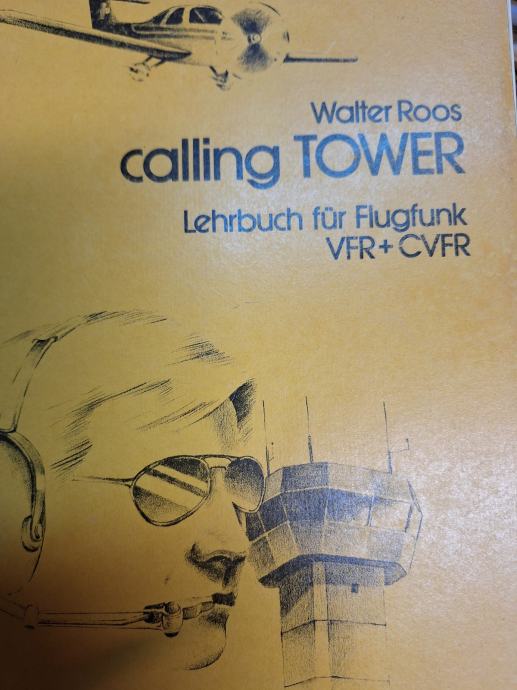 Walter Roos
calling TOWER
Lehrbuch für Flugfunk
VFR+CVFR